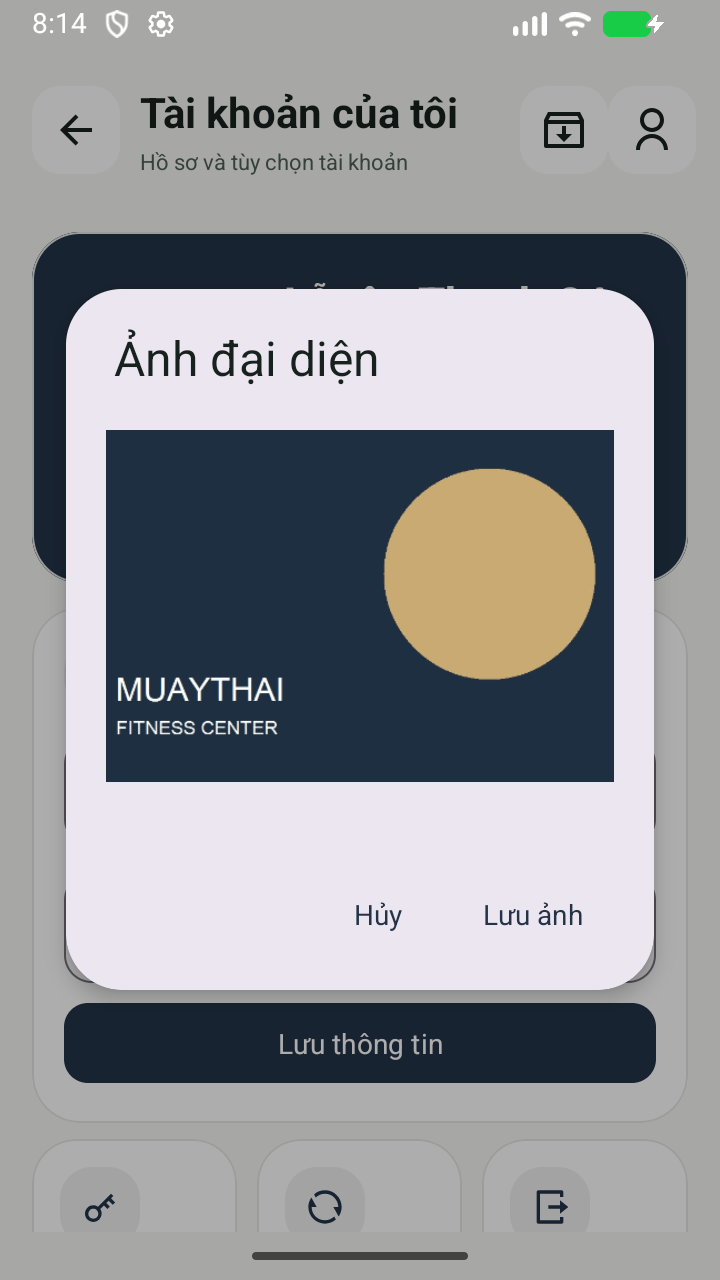 8:14
Tài khoản của tôi
Hồ sơ và tùy chọn tài khoản
Ảnh đại diện
MUAYTHAI
FITNESS CENTER
Hủy
Lưu ảnh
Lưu thông tin